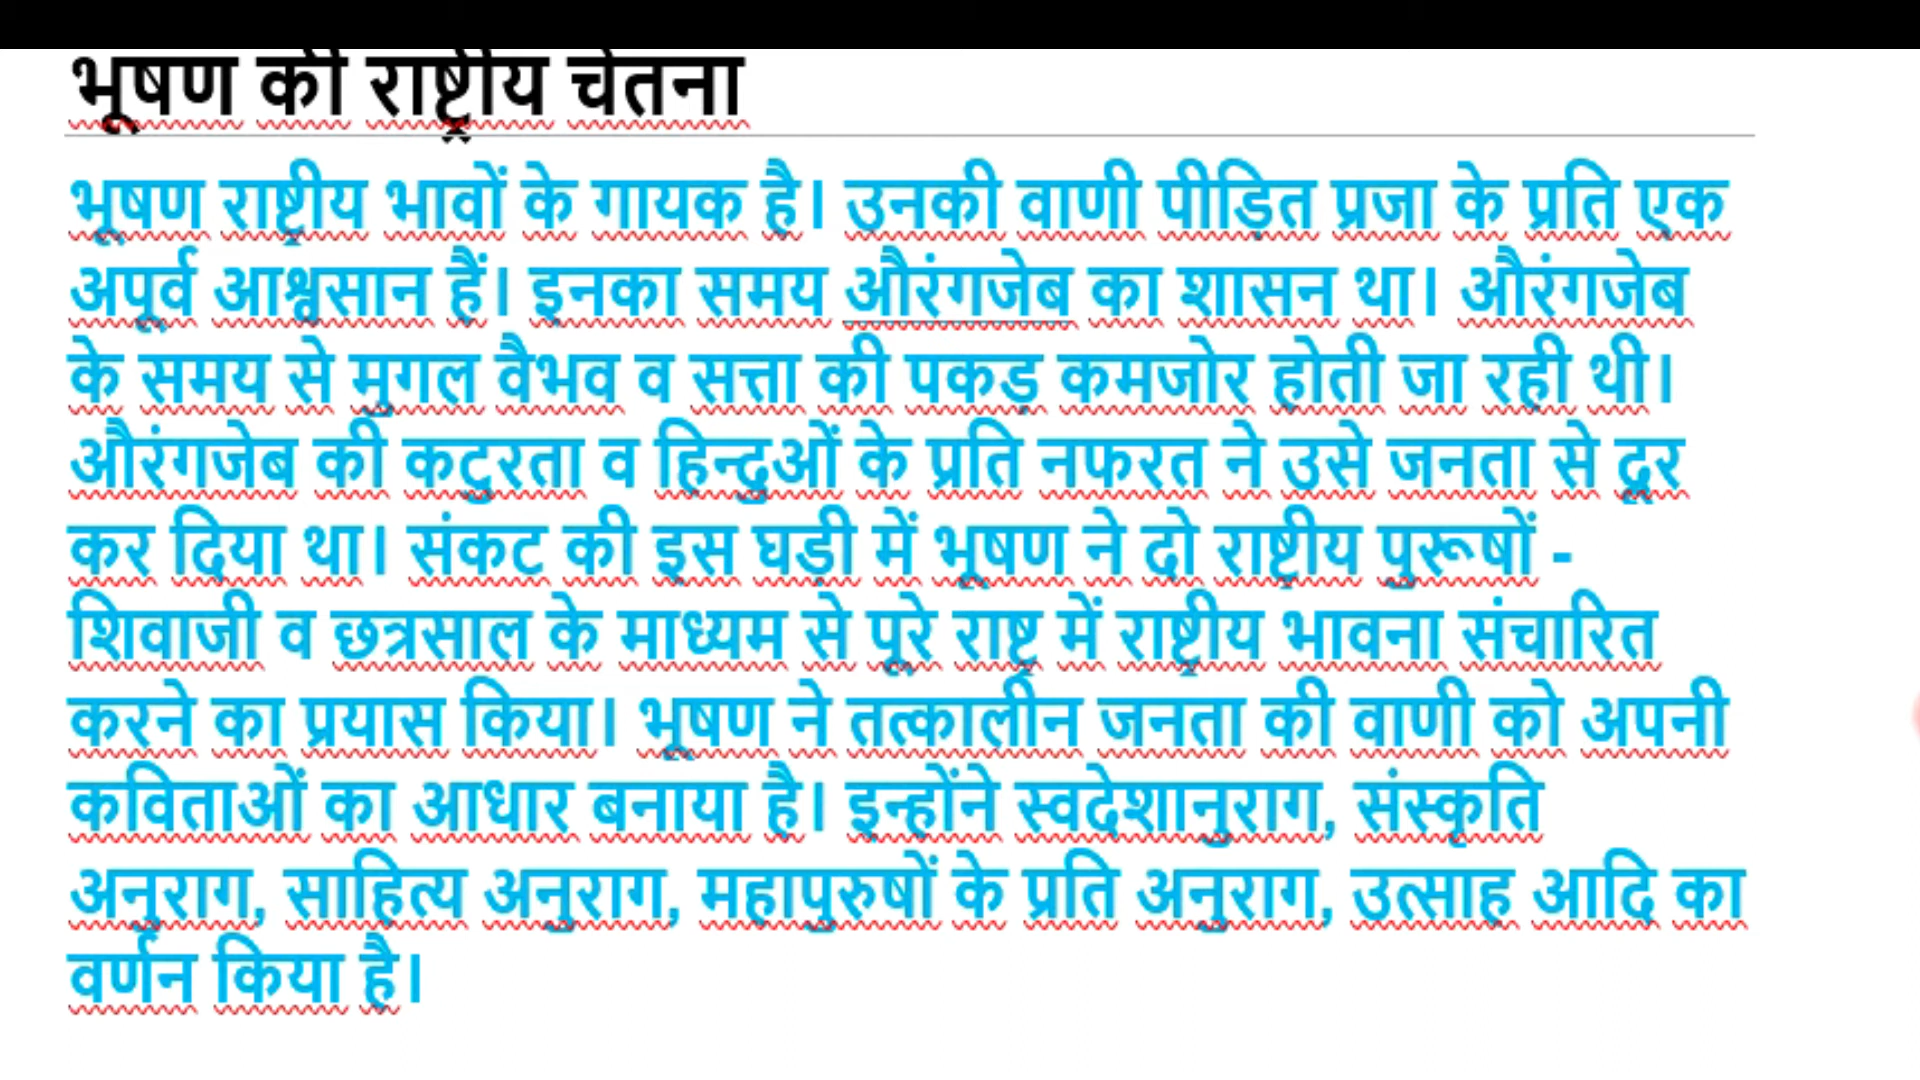 भूषण की राष्ट्रीय चेतना
भूषण राष्ट्रीय भावों के गायक है। उनकी वाणी पीड़ित प्रजा के प्रति एक
अपूर्व आश्वसान हैं। इनका समय औरंगजेब का शासन था। औरंगजेब
के समय से मुगल वैभव व सत्ता की पकड़ कमजोर होती जा रही थी।
औरंगजेब की कटुरता व हिन्दुओं के प्रति नफरत ने उसे जनता से दूर
कर दिया था। संकट की इस घड़ी में भूषण ने दो राष्ट्रीय पुरूषों -
शिवाजी व छत्रसाल के माध्यम से पूरे राष्ट्र में राष्ट्रीय भावना संचारित
करने का प्रयास किया। भूषण ने तत्कालीन जनता की वाणी को अपनी
कविताओं का आधार बनाया है। इन्होंने स्वदेशानुराग, संस्कृति
अनुराग, साहित्य अनुराग, महापुरुषों के प्रति अनुराग, उत्साह आदि का
वर्णन किया है।